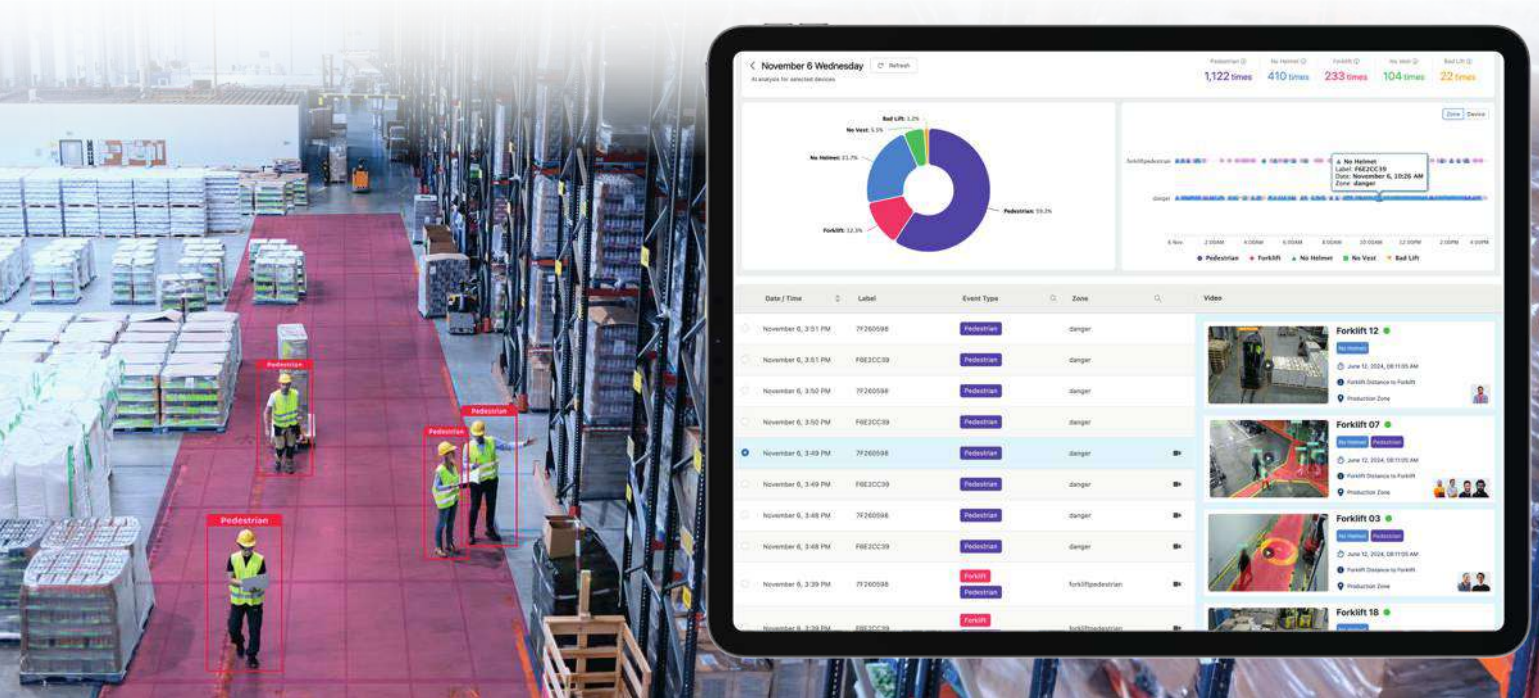 Pedestrian
Pedestrian
Pedestrian
Pedestrian
November 6 Wednesday
Refresh
AI analysis for selected devices
Pedestrian
No Helmet
Forklift
No Vest
Bad Lift
1,122 times
410 times
233 times
104 times
22 times
Bad Lift: 1.2%
No Vest: 5.5%
No Helmet: 21.7%
Pedestrian: 59.3%
Forklift: 12.3%
Zone
Device
forkliftpedestrian
danger
No Helmet
Label: F6E2CC39
Date: November 6, 10:26 AM
Zone: danger
6 Nov 2:00AM 4:00AM 6:00AM 8:00AM 10:00AM 12:00PM 2:00PM 4:00PM
Pedestrian Forklift No Helmet No Vest Bad Lift
Date / Time Label Event Type Zone Video
November 6, 3:51 PM 7F260598 Pedestrian danger
November 6, 3:51 PM F6E2CC39 Pedestrian danger
November 6, 3:50 PM 7F260598 Pedestrian danger
November 6, 3:50 PM F6E2CC39 Pedestrian danger
November 6, 3:49 PM 7F260598 Pedestrian danger
November 6, 3:49 PM F6E2CC39 Pedestrian danger
November 6, 3:48 PM 7F260598 Pedestrian danger
November 6, 3:48 PM F6E2CC39 Pedestrian danger
November 6, 3:39 PM 7F260598 Forklift Pedestrian forkliftpedestrian
November 6, 3:39 PM F6E2CC39 Forklift forkliftpedestrian
Forklift 12
No Helmet
June 12, 2024, 08:11:05 AM
Forklift Distance to Forklift
Production Zone
Forklift 07
No Helmet Pedestrian
June 12, 2024, 08:11:05 AM
Forklift Distance to Forklift
Production Zone
Forklift 03
No Helmet Pedestrian
June 12, 2024, 08:11:05 AM
Forklift Distance to Forklift
Production Zone
Forklift 18
No Helmet